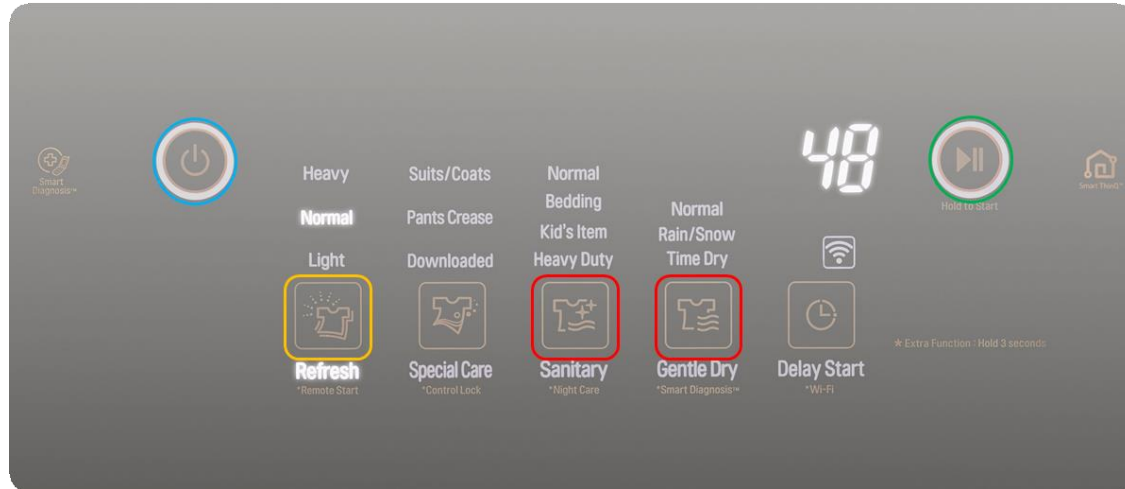 Smart
Diagnosis™
Heavy
Normal
Light
Refresh
*Remote Start
Suits/Coats
Pants Crease
Downloaded
Special Care
*Control Lock
Normal
Bedding
Kid's Item
Heavy Duty
Sanitary
*Night Care
Normal
Rain/Snow
Time Dry
Gentle Dry
*Smart Diagnosis™
48
Delay Start
*Wi-Fi
Hold to Start
★ Extra Function : Hold 3 seconds
Smart ThinQ™